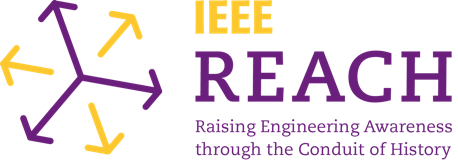 IEEE
REACH
Raising Engineering Awareness
through the Conduit of History